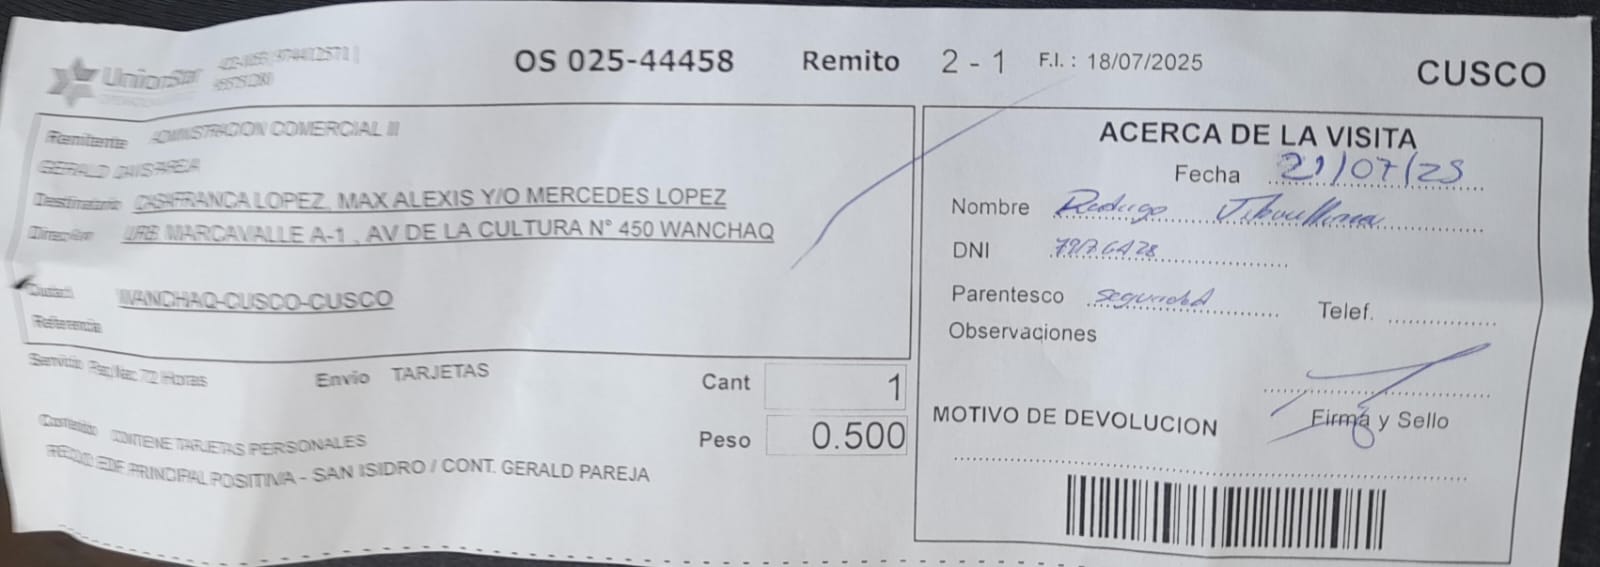 UnionStar
OS 025-44458 Remito 2 - 1 F.I. : 18/07/2025 CUSCO
Remitente ADMINISTRACION COMERCIAL III
GERALD PAREJA
Destinatario CASAFRANCA LOPEZ, MAX ALEXIS Y/O MERCEDES LOPEZ
Dirección URB. MARCAVALLE A-1 , AV DE LA CULTURA N° 450 WANCHAQ
Ciudad WANCHAQ-CUSCO-CUSCO
Referencia
Servicio Paq.Nac 72 Horas Envio TARJETAS
Cant 1
Contenido CONTIENE TARJETAS PERSONALES
Peso 0.500
SEDE PRINCIPAL POSITIVA - SAN ISIDRO / CONT. GERALD PAREJA
ACERCA DE LA VISITA
Fecha 21/07/25
Nombre Rodrigo
DNI
Parentesco seguridad Telef.
Observaciones
Firma y Sello
MOTIVO DE DEVOLUCION